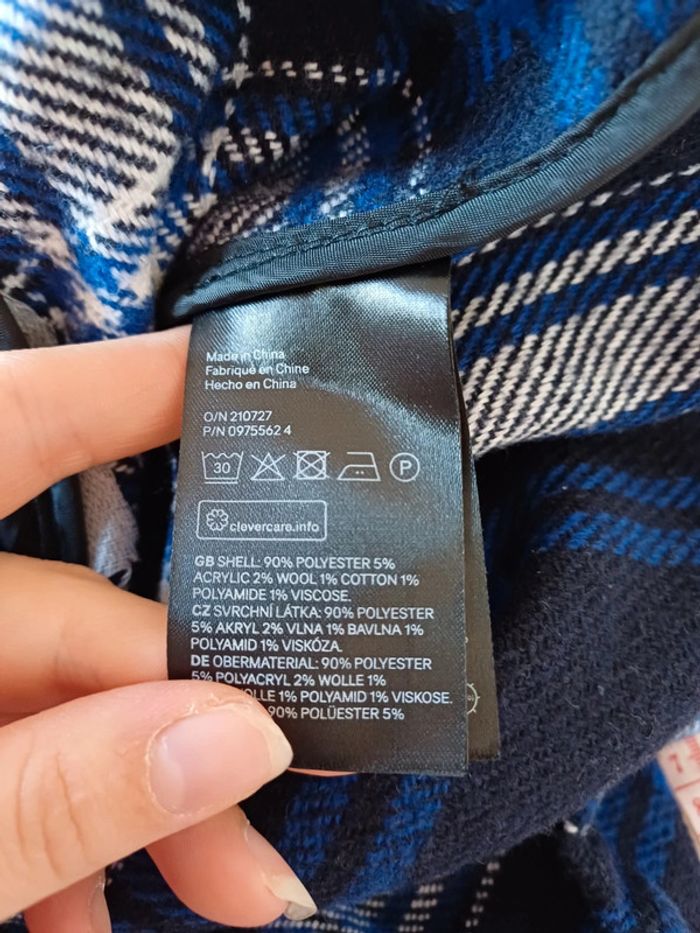 Made in China
Fabriqué en Chine
Hecho en China
O/N 210727
P/N 0975562 4
30 P
clevercare.info
GB SHELL: 90% POLYESTER 5%
ACRYLIC 2% WOOL 1% COTTON 1%
POLYAMIDE 1% VISCOSE.
CZ SVRCHNÍ LÁTKA: 90% POLYESTER
5% AKRYL 2% VLNA 1% BAVLNA 1%
POLYAMID 1% VISKÓZA.
DE OBERMATERIAL: 90% POLYESTER
5% POLYACRYL 2% WOLLE 1%
OLLE 1% POLYAMID 1% VISKOSE.
90% POLÜESTER 5%